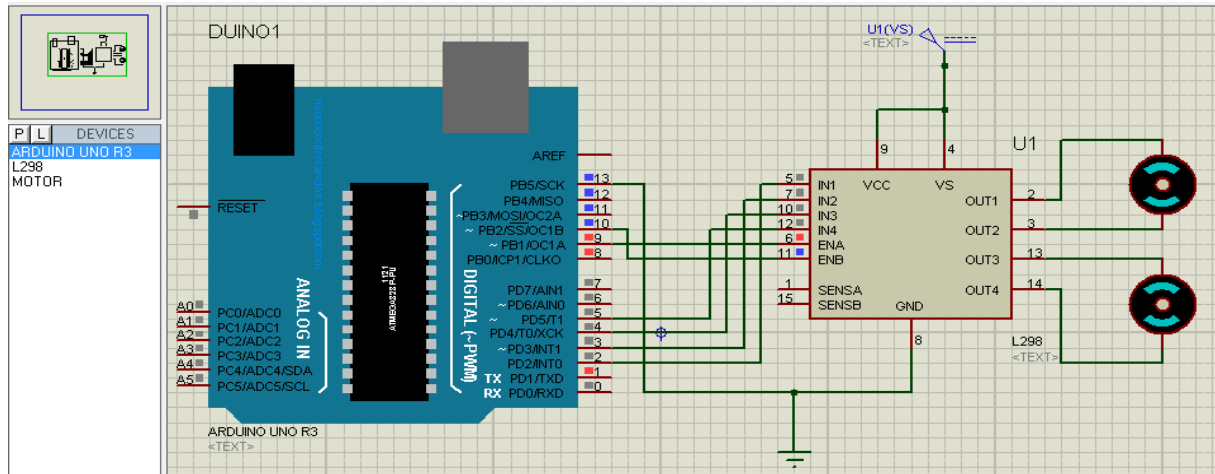 P L DEVICES
ARDUINO UNO R3
L298
MOTOR
DUINO1
microcontrolandos.blogspot.com
RESET
AREF
PB5/SCK 13
PB4/MISO 12
~PB3/MOSI/OC2A 11
~ PB2/SS/OC1B 10
~ PB1/OC1A 9
PB0/ICP1/CLKO 8
PD7/AIN1 7
~ PD6/AIN0 6
~ PD5/T1 5
PD4/T0/XCK 4
~ PD3/INT1 3
PD2/INT0 2
TX PD1/TXD 1
RX PD0/RXD 0
DIGITAL (~PWM)
ANALOG IN
1121
A0 PC0/ADC0
A1 PC1/ADC1
A2 PC2/ADC2
A3 PC3/ADC3
A4 PC4/ADC4/SDA
A5 PC5/ADC5/SCL
ARDUINO UNO R3
<TEXT>
U1(VS)
<TEXT>
U1
9 4
VCC VS
5 IN1
7 IN2
10 IN3
12 IN4
6 ENA
11 ENB
1 SENSA
15 SENSB
OUT1 2
OUT2 3
OUT3 13
OUT4 14
GND
8
L298
<TEXT>